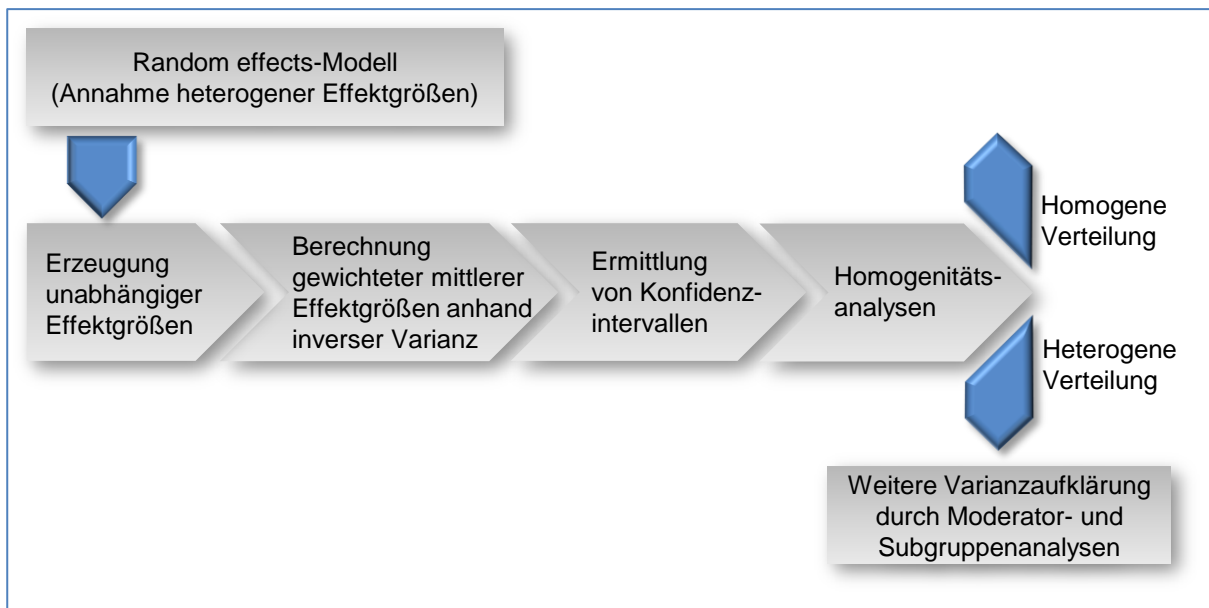 Random effects-Modell
(Annahme heterogener Effektgrößen)
Erzeugung
unabhängiger
Effektgrößen
Berechnung
gewichteter mittlerer
Effektgrößen anhand
inverser Varianz
Ermittlung
von Konfidenz-
intervallen
Homogenitäts-
analysen
Homogene
Verteilung
Heterogene
Verteilung
Weitere Varianzaufklärung
durch Moderator- und
Subgruppenanalysen